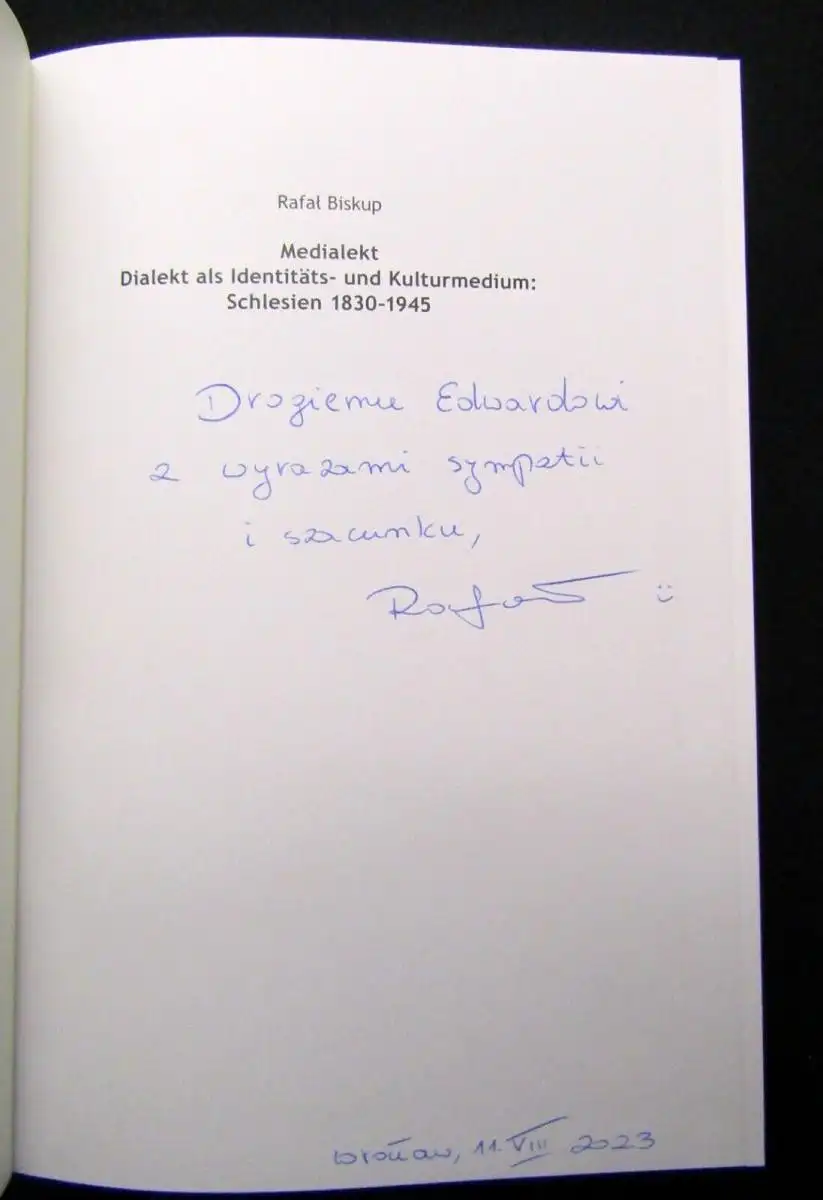 Rafał Biskup
Medialekt
Dialekt als Identitäts- und Kulturmedium:
Schlesien 1830-1945
Drogiemu Edwardowi
z wyrazami sympatii
i szacunku,
Rafał :)
Wrocław, 11. VIII 2023